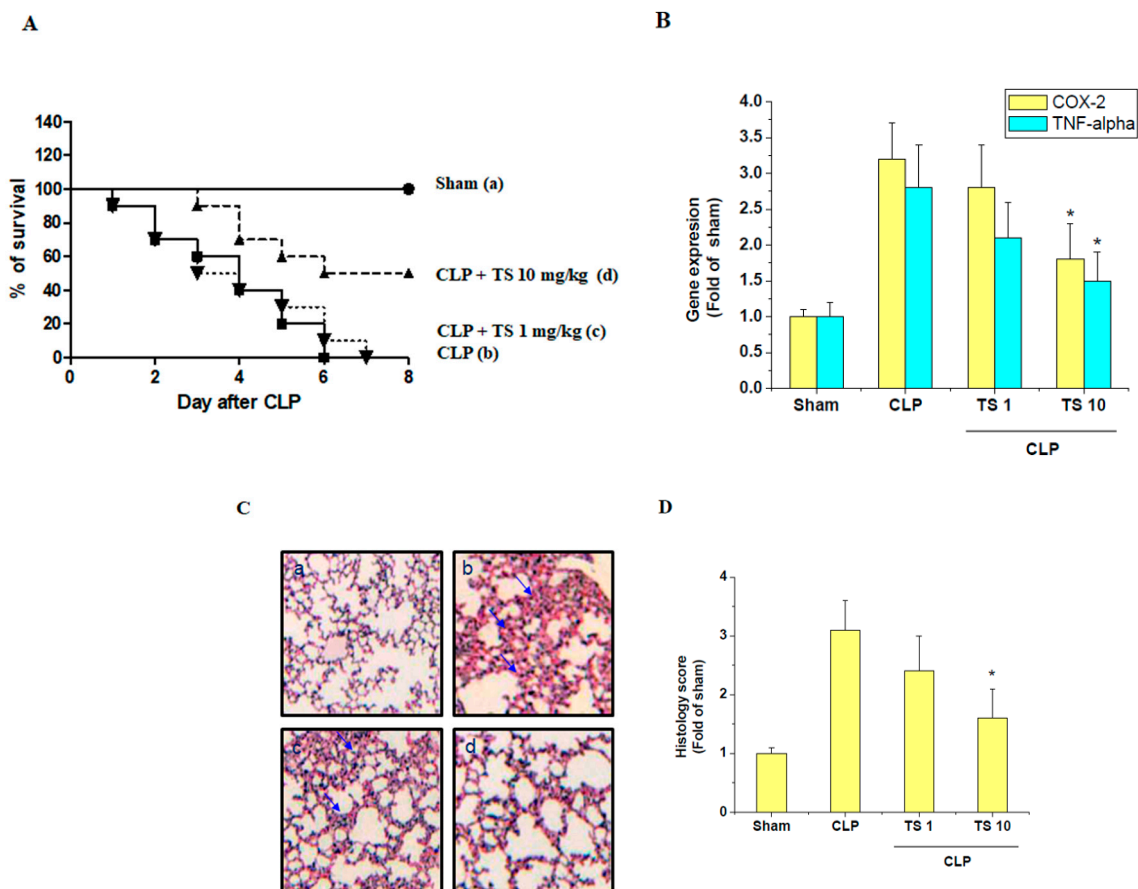 A
% of survival
140
120
100
80
60
40
20
0
0 2 4 6 8
Day after CLP
Sham (a)
CLP + TS 10 mg/kg (d)
CLP + TS 1 mg/kg (c)
CLP (b)
B
COX-2
TNF-alpha
Gene expresion
(Fold of sham)
4.0
3.5
3.0
2.5
2.0
1.5
1.0
0.5
0.0
* *
Sham CLP TS 1 TS 10
CLP
C
a b
c d
D
Histology score
(Fold of sham)
4
3
2
1
0
*
Sham CLP TS 1 TS 10
CLP